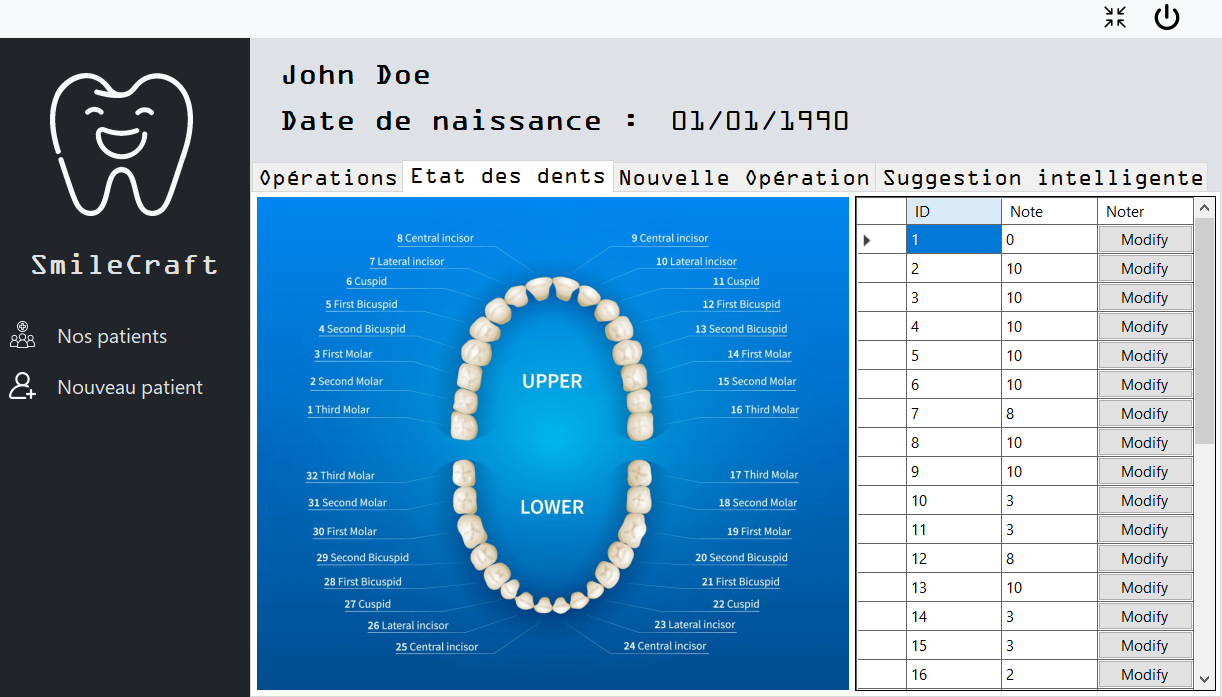 John Doe
Date de naissance : 01/01/1990
SmileCraft
Nos patients
Nouveau patient
Opérations
Etat des dents
Nouvelle Opération
Suggestion intelligente
8 Central incisor
9 Central incisor
7 Lateral incisor
10 Lateral incisor
6 Cuspid
11 Cuspid
5 First Bicuspid
12 First Bicuspid
4 Second Bicuspid
13 Second Bicuspid
3 First Molar
14 First Molar
2 Second Molar
15 Second Molar
1 Third Molar
16 Third Molar
UPPER
32 Third Molar
17 Third Molar
31 Second Molar
18 Second Molar
LOWER
30 First Molar
19 First Molar
29 Second Bicuspid
20 Second Bicuspid
28 First Bicuspid
21 First Bicuspid
27 Cuspid
22 Cuspid
26 Lateral incisor
23 Lateral incisor
25 Central incisor
24 Central incisor
ID Note Noter
1 0 Modify
2 10 Modify
3 10 Modify
4 10 Modify
5 10 Modify
6 10 Modify
7 8 Modify
8 10 Modify
9 10 Modify
10 3 Modify
11 3 Modify
12 8 Modify
13 10 Modify
14 3 Modify
15 3 Modify
16 2 Modify